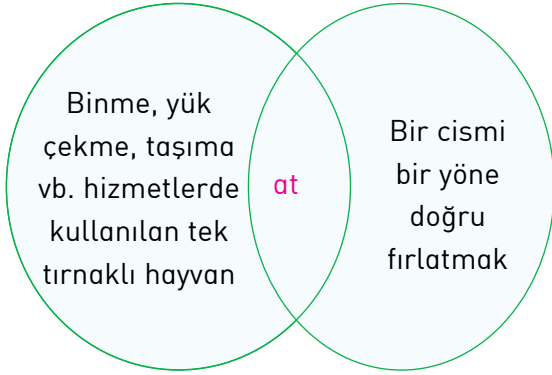 Binme, yük
çekme, taşıma
vb. hizmetlerde
kullanılan tek
tırnaklı hayvan
at
Bir cismi
bir yöne
doğru
fırlatmak